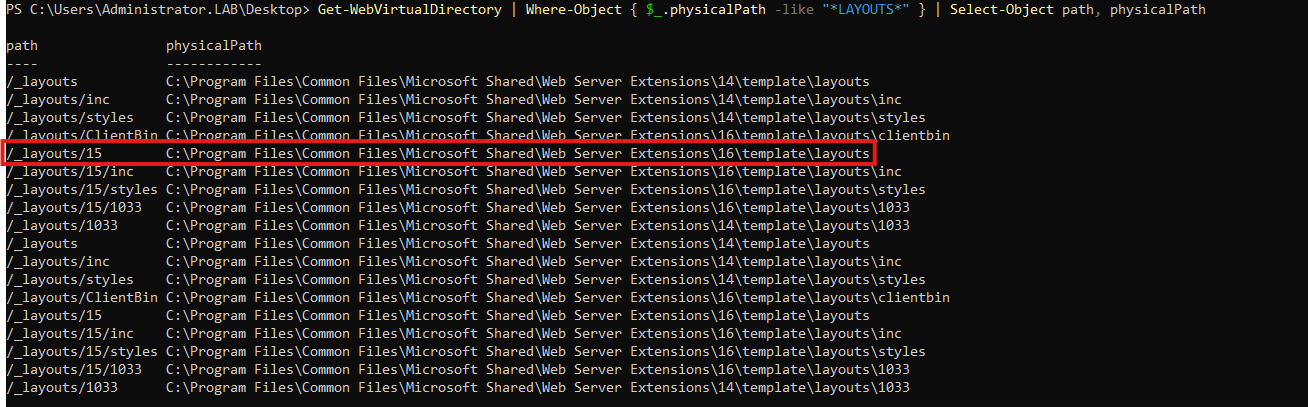 PS C:\Users\Administrator.LAB\Desktop> Get-WebVirtualDirectory | Where-Object { $_.physicalPath -like "*LAYOUTS*" } | Select-Object path, physicalPath
path physicalPath
---- ------------
/_layouts C:\Program Files\Common Files\Microsoft Shared\Web Server Extensions\14\template\layouts
/_layouts/inc C:\Program Files\Common Files\Microsoft Shared\Web Server Extensions\14\template\layouts\inc
/_layouts/styles C:\Program Files\Common Files\Microsoft Shared\Web Server Extensions\14\template\layouts\styles
/_layouts/ClientBin C:\Program Files\Common Files\Microsoft Shared\Web Server Extensions\16\template\layouts\clientbin
/_layouts/15 C:\Program Files\Common Files\Microsoft Shared\Web Server Extensions\16\template\layouts
/_layouts/15/inc C:\Program Files\Common Files\Microsoft Shared\Web Server Extensions\16\template\layouts\inc
/_layouts/15/styles C:\Program Files\Common Files\Microsoft Shared\Web Server Extensions\16\template\layouts\styles
/_layouts/15/1033 C:\Program Files\Common Files\Microsoft Shared\Web Server Extensions\16\template\layouts\1033
/_layouts/1033 C:\Program Files\Common Files\Microsoft Shared\Web Server Extensions\14\template\layouts\1033
/_layouts C:\Program Files\Common Files\Microsoft Shared\Web Server Extensions\14\template\layouts
/_layouts/inc C:\Program Files\Common Files\Microsoft Shared\Web Server Extensions\14\template\layouts\inc
/_layouts/styles C:\Program Files\Common Files\Microsoft Shared\Web Server Extensions\14\template\layouts\styles
/_layouts/ClientBin C:\Program Files\Common Files\Microsoft Shared\Web Server Extensions\16\template\layouts\clientbin
/_layouts/15 C:\Program Files\Common Files\Microsoft Shared\Web Server Extensions\16\template\layouts
/_layouts/15/inc C:\Program Files\Common Files\Microsoft Shared\Web Server Extensions\16\template\layouts\inc
/_layouts/15/styles C:\Program Files\Common Files\Microsoft Shared\Web Server Extensions\16\template\layouts\styles
/_layouts/15/1033 C:\Program Files\Common Files\Microsoft Shared\Web Server Extensions\16\template\layouts\1033
/_layouts/1033 C:\Program Files\Common Files\Microsoft Shared\Web Server Extensions\14\template\layouts\1033